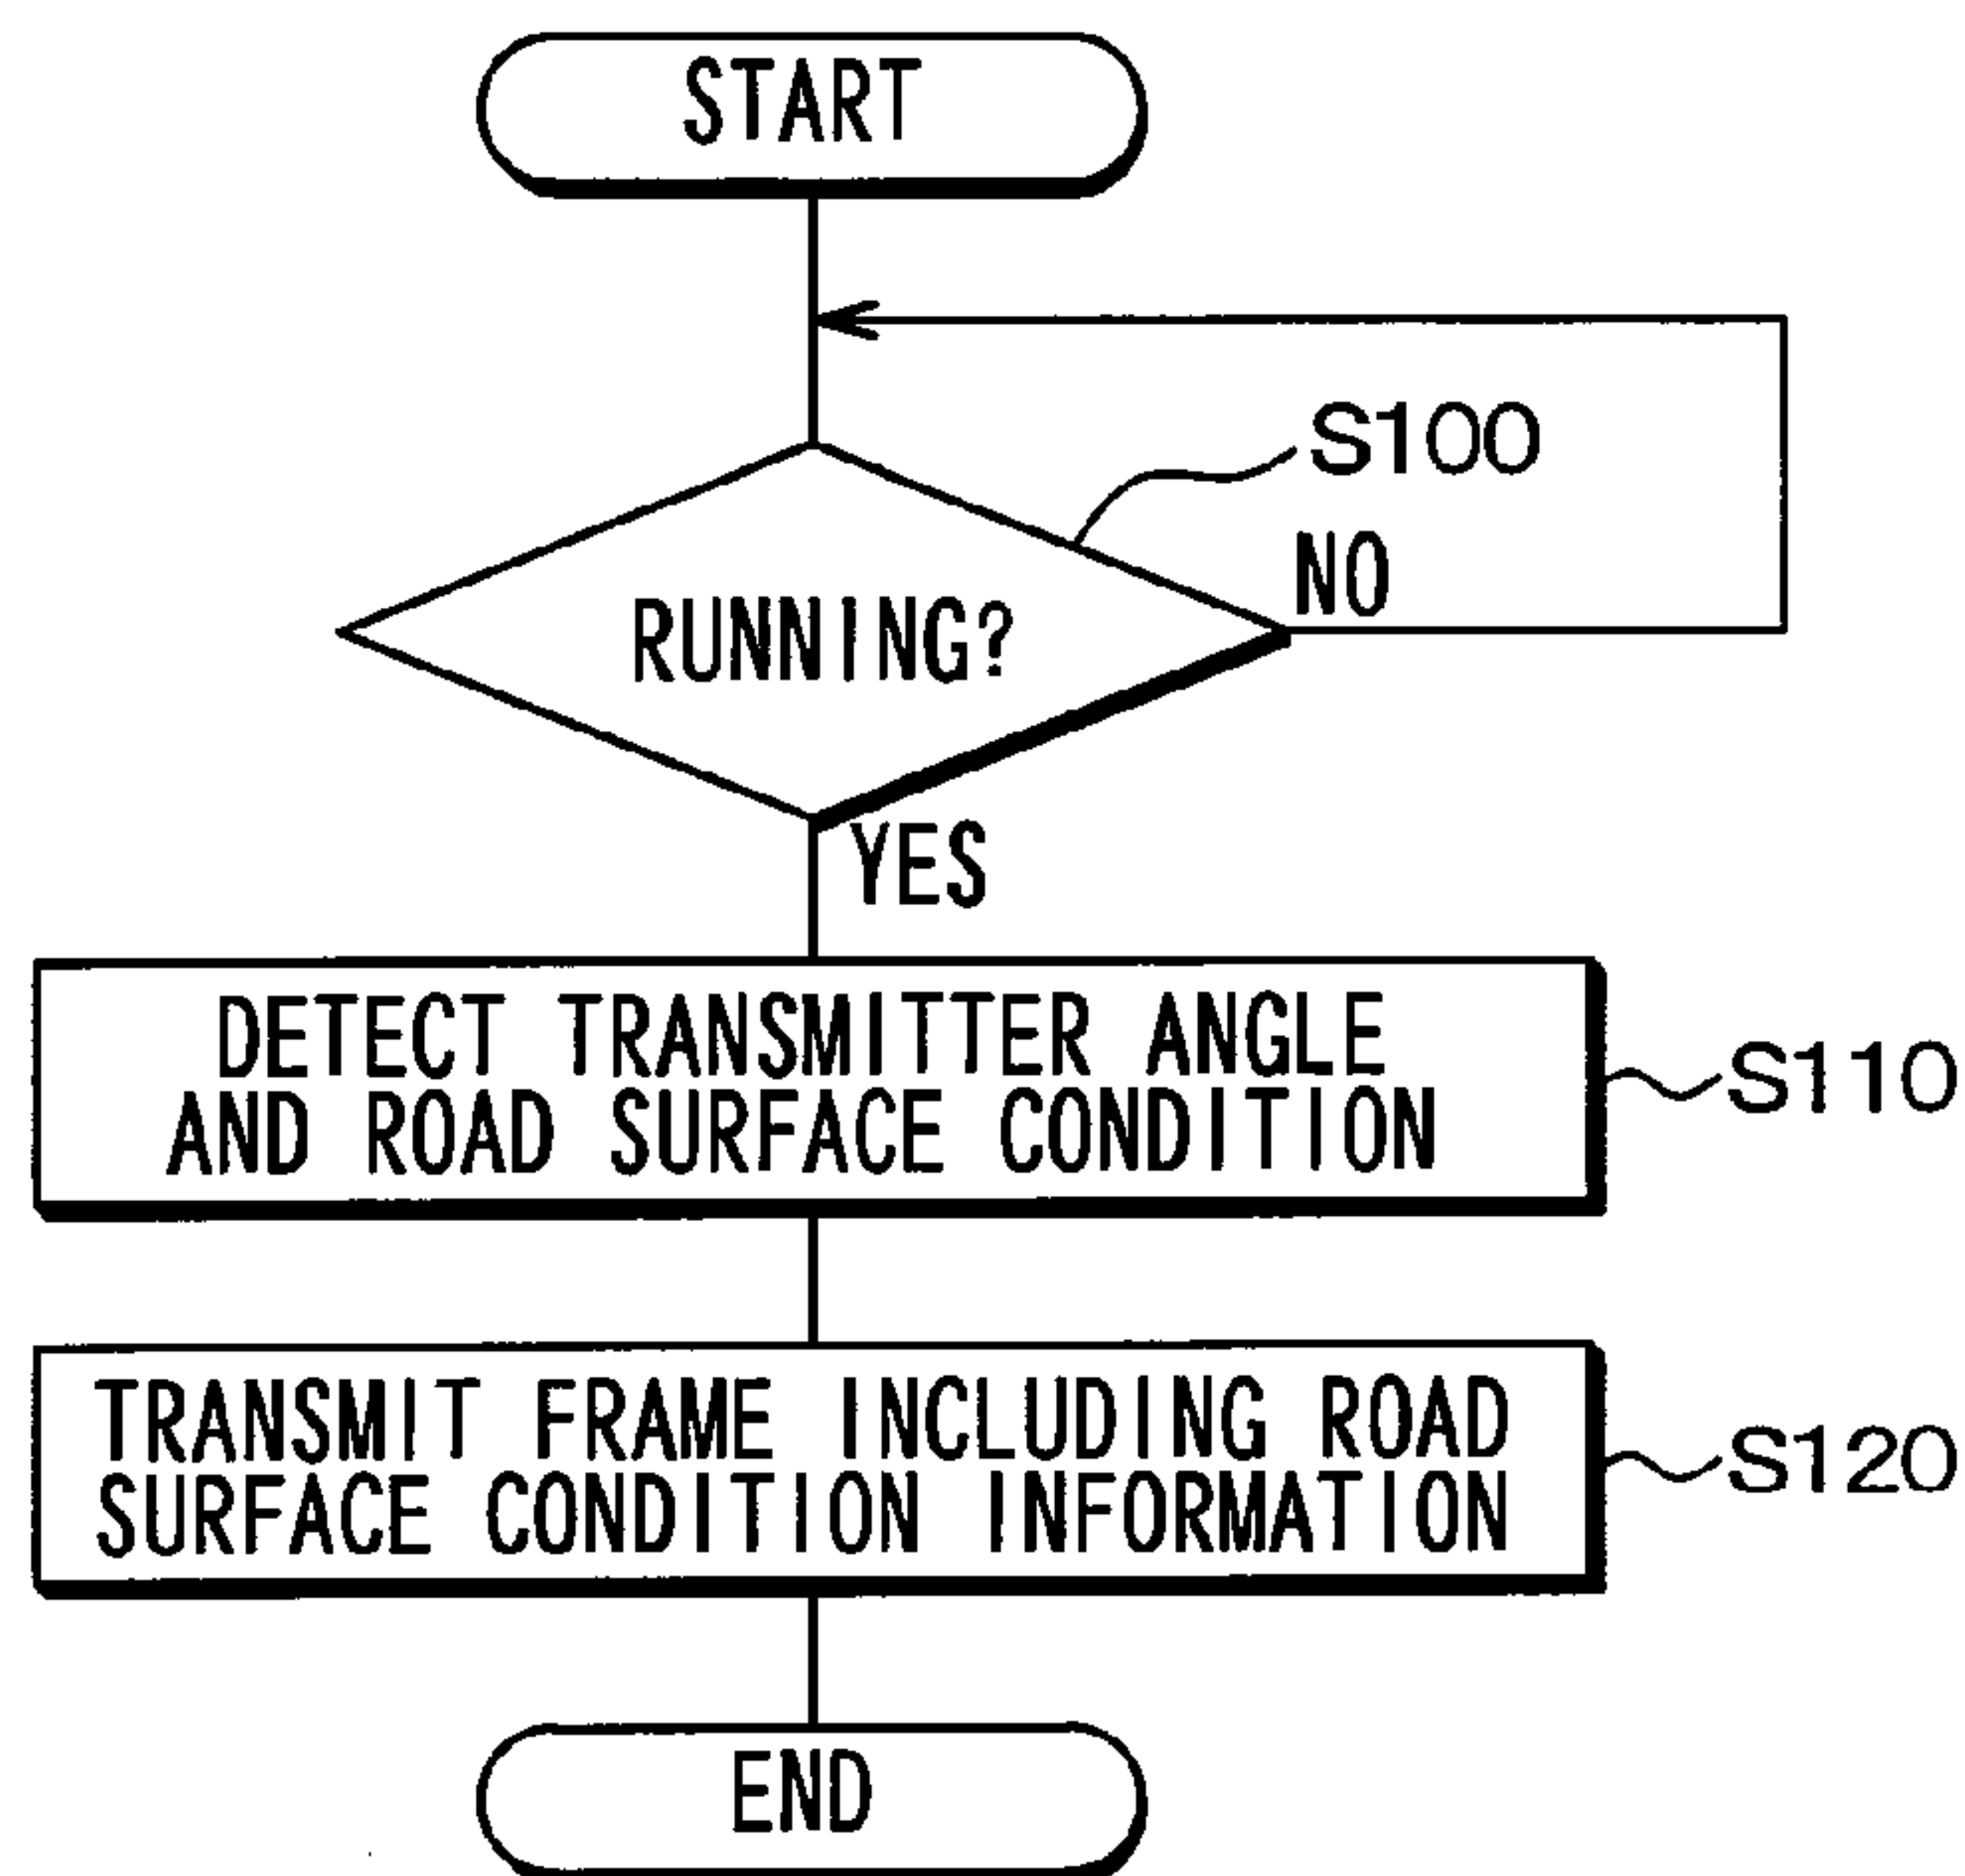 START
S100
NO
RUNNING?
YES
DETECT TRANSMITTER ANGLE
AND ROAD SURFACE CONDITION
S110
TRANSMIT FRAME INCLUDING ROAD
SURFACE CONDITION INFORMATION
S120
END